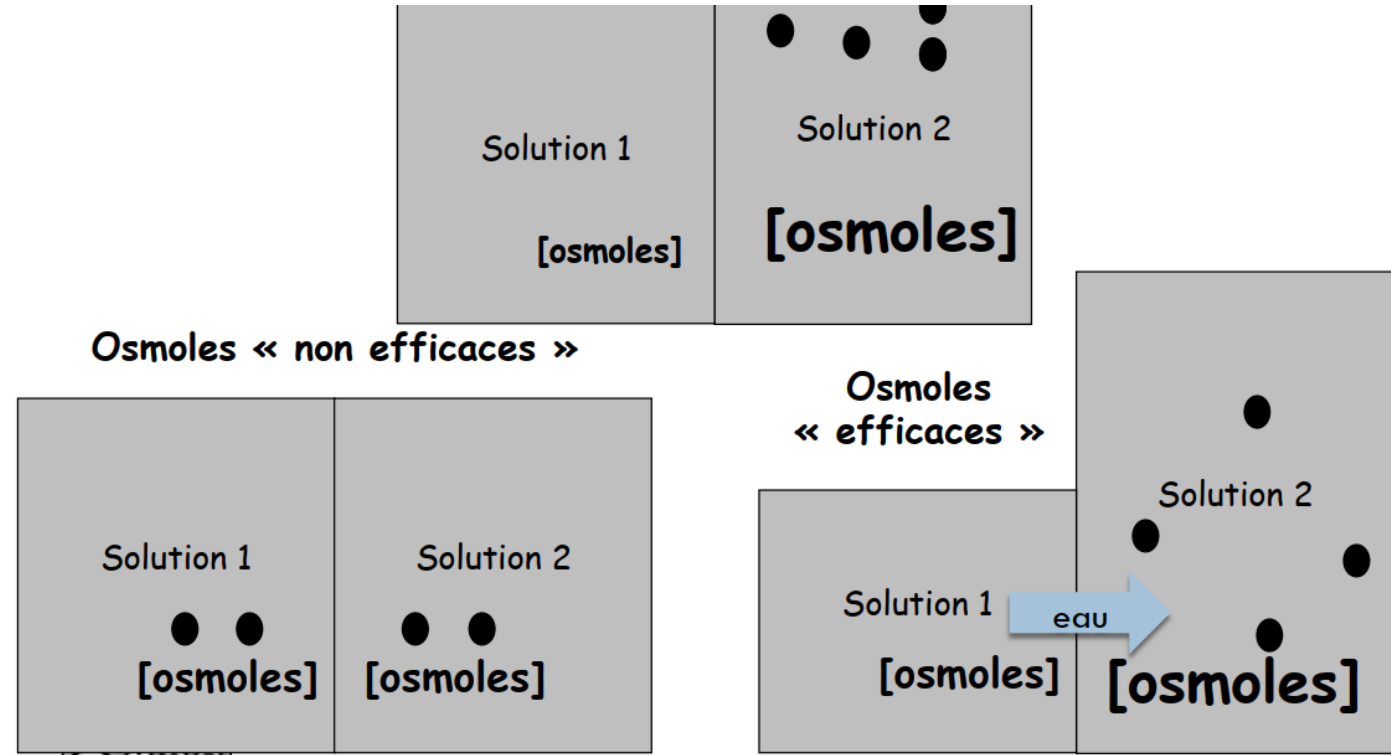 Solution 1
Solution 2
[osmoles]
[osmoles]
Osmoles « non efficaces »
Osmoles
« efficaces »
Solution 1
Solution 2
[osmoles]
[osmoles]
Solution 2
Solution 1
eau
[osmoles]
[osmoles]